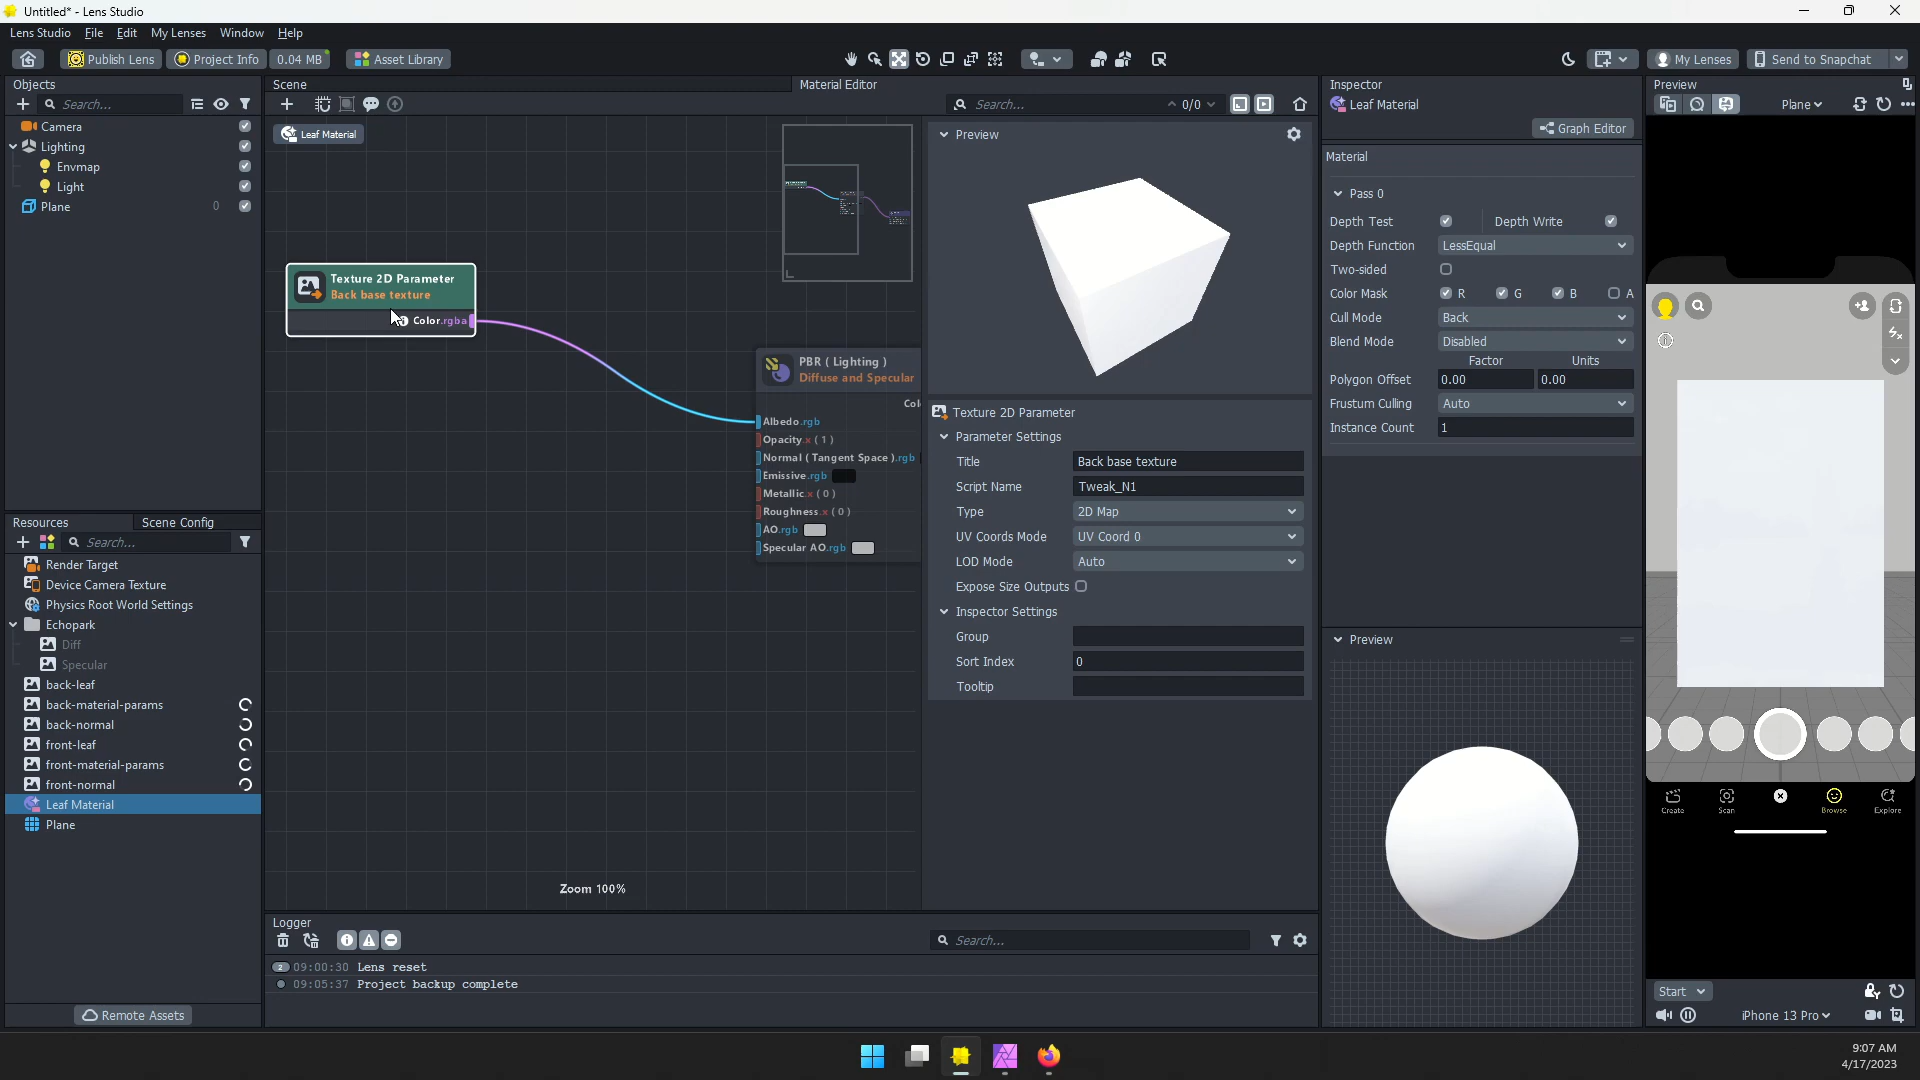 Untitled* - Lens Studio
Lens Studio File Edit My Lenses Window Help
Publish Lens Project Info 0.04 MB Asset Library My Lenses Send to Snapchat
Objects
Search...
Camera
Lighting
Envmap
Light
Plane 0
Resources Scene Config
Search...
Render Target
Device Camera Texture
Physics Root World Settings
Echopark
Diff
Specular
back-leaf
back-material-params
back-normal
front-leaf
front-material-params
front-normal
Leaf Material
Plane
Remote Assets
Scene Material Editor
Search... 0/0
Leaf Material
Texture 2D Parameter
Back base texture
Color.rgba
PBR ( Lighting )
Diffuse and Specular
Albedo.rgb
Opacity.x ( 1 )
Normal ( Tangent Space ).rgb
Emissive.rgb
Metallic.x ( 0 )
Roughness.x ( 0 )
AO.rgb
Specular AO.rgb
Zoom 100%
Preview
Texture 2D Parameter
Parameter Settings
Title Back base texture
Script Name Tweak_N1
Type 2D Map
UV Coords Mode UV Coord 0
LOD Mode Auto
Expose Size Outputs
Inspector Settings
Group
Sort Index 0
Tooltip
Logger
Search...
2 09:00:30 Lens reset
09:05:37 Project backup complete
Inspector
Leaf Material
Graph Editor
Material
Pass 0
Depth Test Depth Write
Depth Function LessEqual
Two-sided
Color Mask R G B A
Cull Mode Back
Blend Mode Disabled
Factor Units
Polygon Offset 0.00 0.00
Frustum Culling Auto
Instance Count 1
Preview
Preview
Plane
Create Scan Browse Explore
Start
iPhone 13 Pro
9:07 AM
4/17/2023